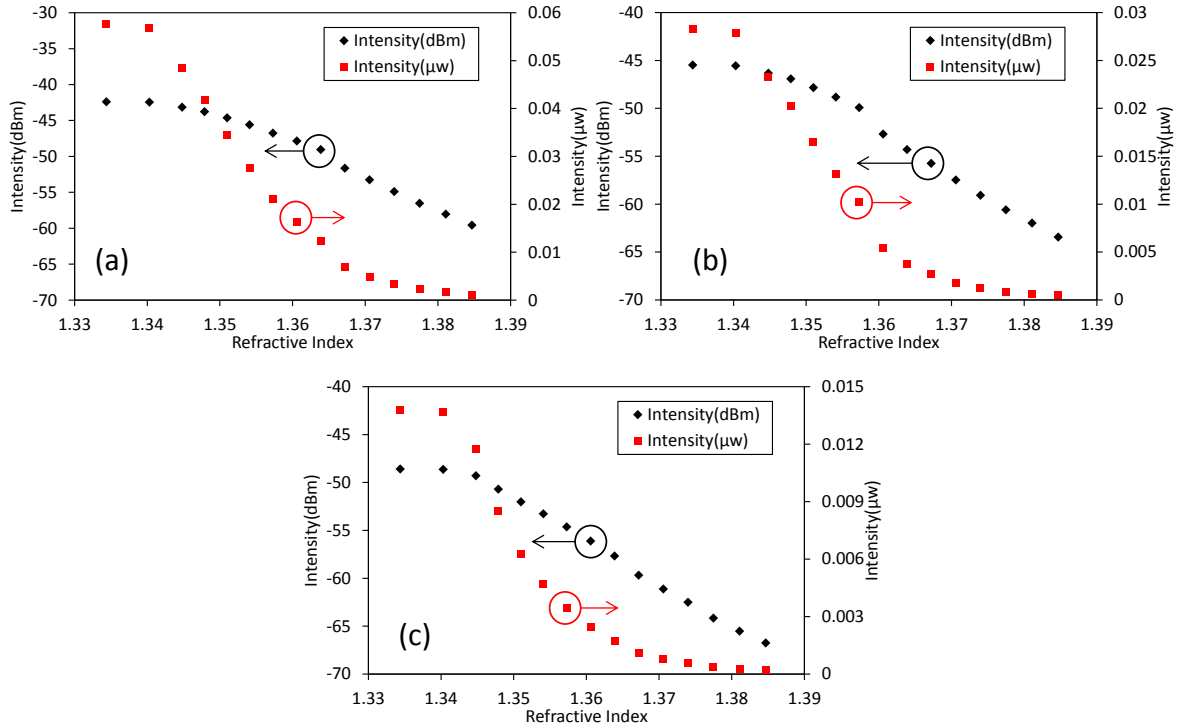 -30
-35
-40
-45
-50
-55
-60
-65
-70
Intensity(dBm)
0.06
0.05
0.04
0.03
0.02
0.01
0
Intensity(μw)
Intensity(dBm)
Intensity(μw)
(a)
1.33 1.34 1.35 1.36 1.37 1.38 1.39
Refractive Index
-40
-45
-50
-55
-60
-65
-70
Intensity(dBm)
0.03
0.025
0.02
0.015
0.01
0.005
0
Intensity(μw)
Intensity(dBm)
Intensity(μw)
(b)
1.33 1.34 1.35 1.36 1.37 1.38 1.39
Refractive Index
-40
-45
-50
-55
-60
-65
-70
Intensity(dBm)
0.015
0.012
0.009
0.006
0.003
0
Intensity(μw)
Intensity(dBm)
Intensity(μw)
(c)
1.33 1.34 1.35 1.36 1.37 1.38 1.39
Refractive Index